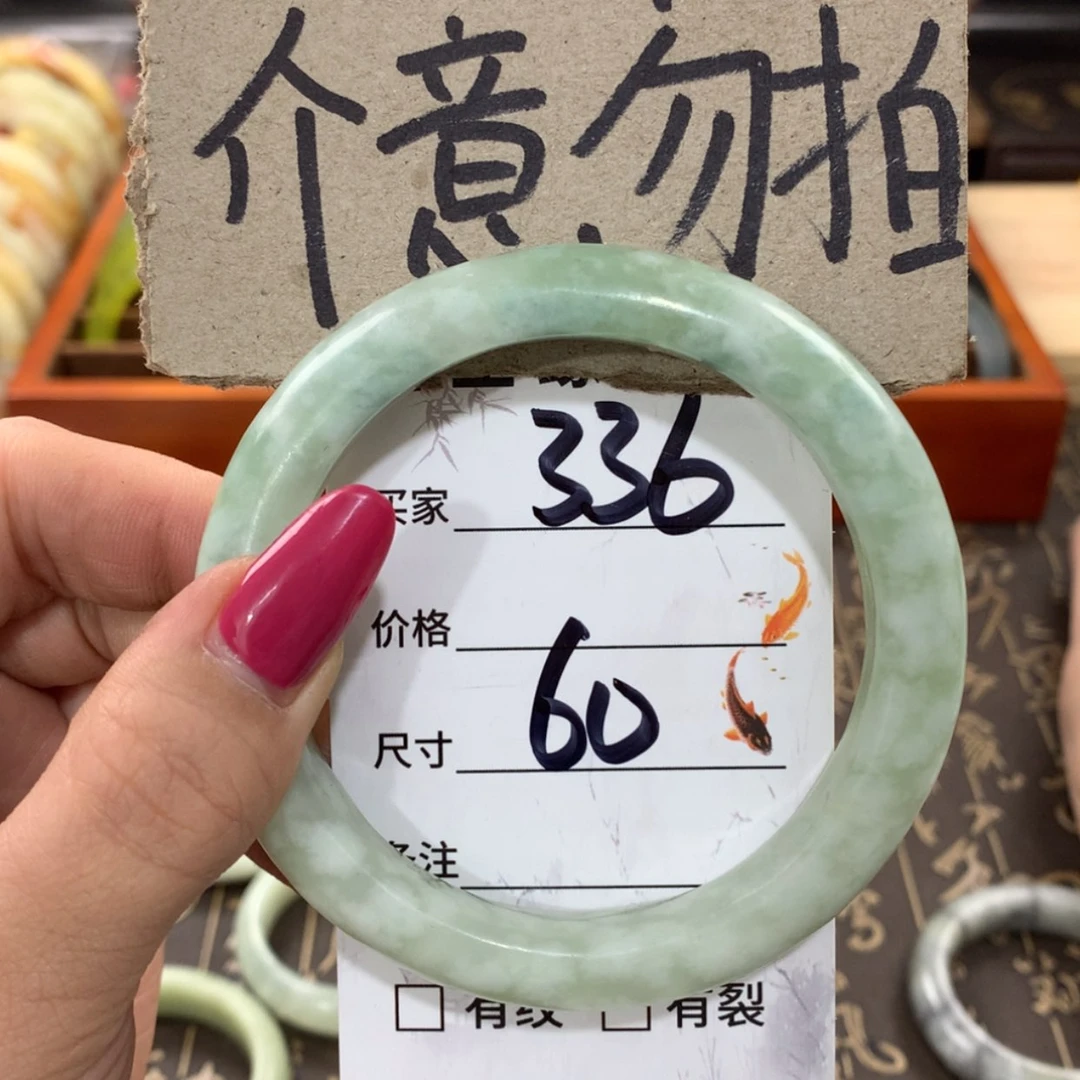 介意勿拍
买家 336
价格
尺寸 60
备注
有纹 有裂